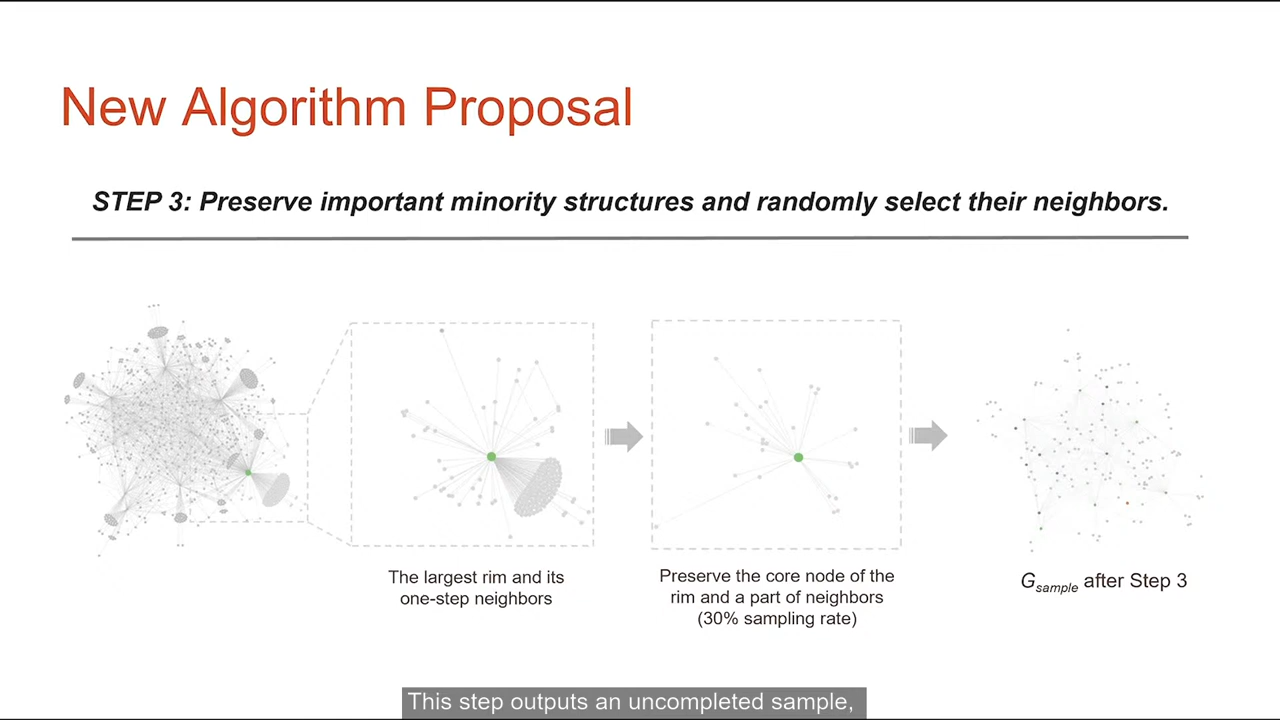 New Algorithm Proposal
STEP 3: Preserve important minority structures and randomly select their neighbors.
The largest rim and its
one-step neighbors
Preserve the core node of the
rim and a part of neighbors
(30% sampling rate)
Gsample after Step 3
This step outputs an uncompleted sample,